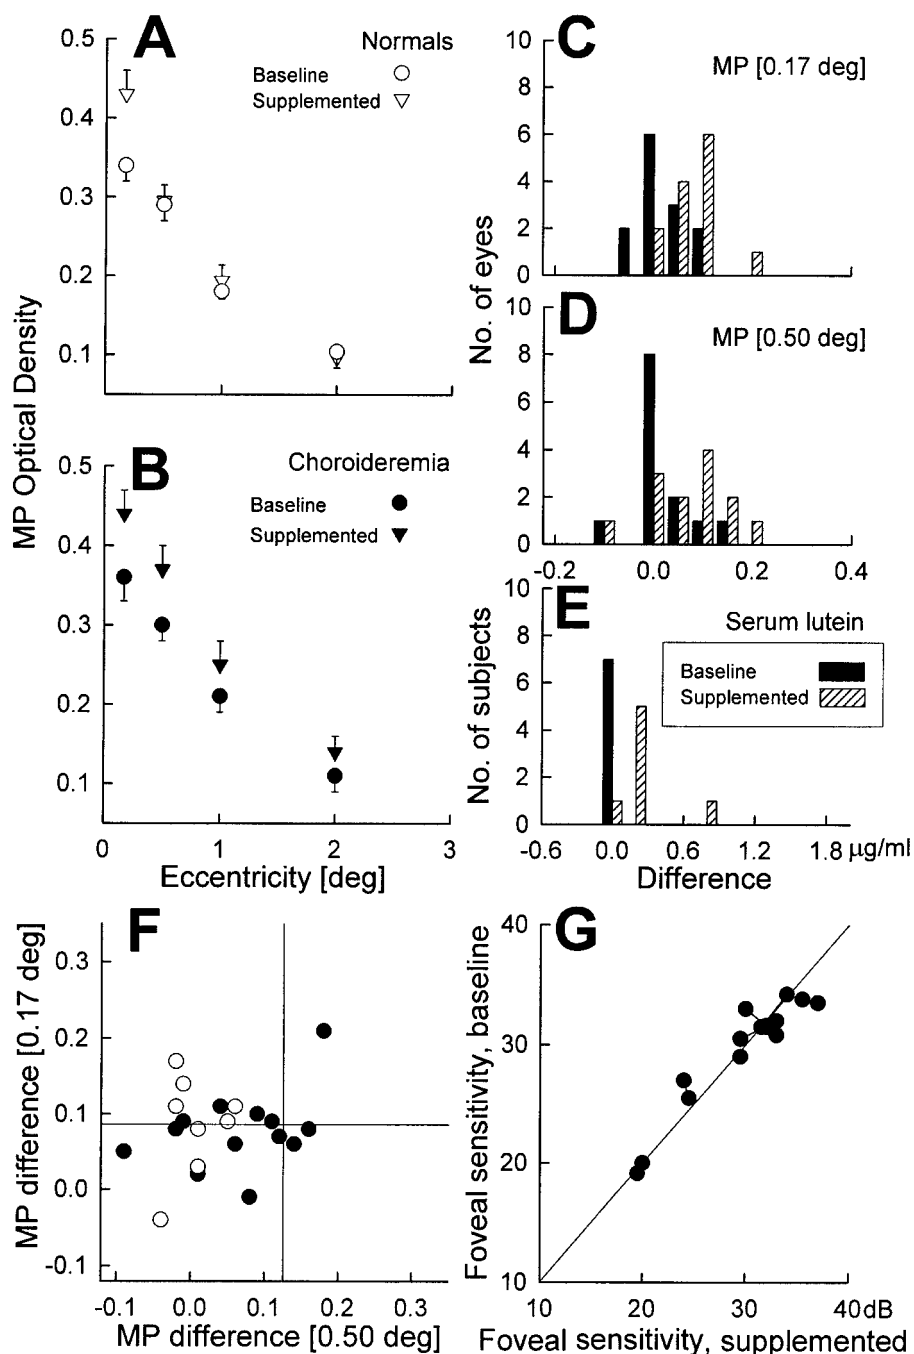 A
Normals
Baseline
Supplemented
0.5
0.4
0.3
0.2
0.1
MP Optical Density
B
Choroideremia
Baseline
Supplemented
0.5
0.4
0.3
0.2
0.1
0
1
2
3
Eccentricity [deg]
C
MP [0.17 deg]
10
8
6
4
2
0
No. of eyes
D
MP [0.50 deg]
10
8
6
4
2
0
-0.2
0.0
0.2
0.4
E
Serum lutein
Baseline
Supplemented
10
8
6
4
2
0
No. of subjects
-0.6
0.0
0.6
1.2
1.8
µg/ml
Difference
F
MP difference [0.17 deg]
0.3
0.2
0.1
0.0
-0.1
-0.1
0.0
0.1
0.2
0.3
MP difference [0.50 deg]
G
Foveal sensitivity, baseline
40
30
20
10
10
20
30
40dB
Foveal sensitivity, supplemented